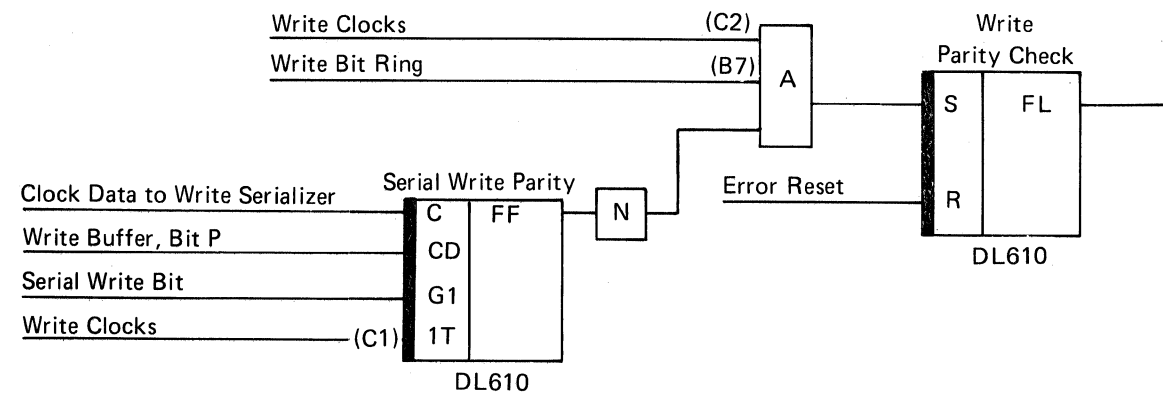 Write Clocks (C2)
Write Bit Ring (B7)
A
Write
Parity Check
S FL
R
Error Reset
DL610
Serial Write Parity
Clock Data to Write Serializer
C FF
N
Write Buffer, Bit P
CD
Serial Write Bit
G1
Write Clocks (C1)
1T
DL610